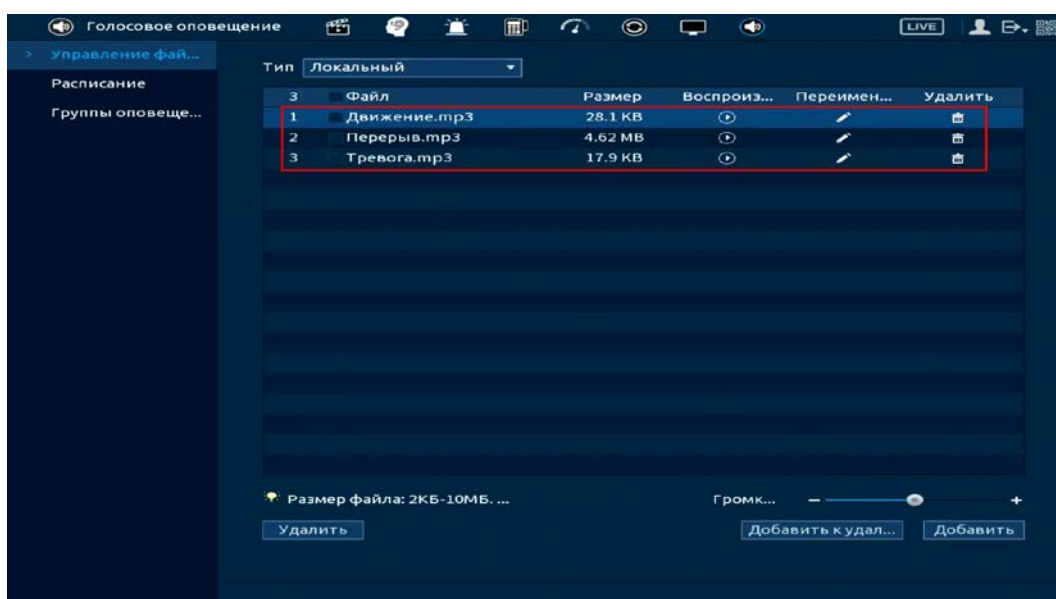 Голосовое оповещение LIVE
Управление фай...
Расписание
Группы оповеще...
Тип Локальный
3 Файл Размер Воспроиз... Переимен... Удалить
1 Движение.mp3 28.1 KB
2 Перерыв.mp3 4.62 MB
3 Тревога.mp3 17.9 KB
Размер файла: 2КБ-10МБ. ... Громк...
Удалить Добавить к удал... Добавить